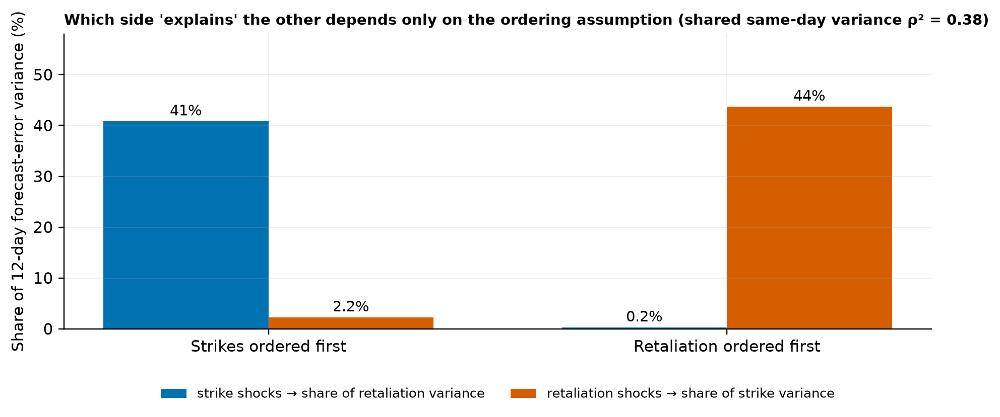 Which side 'explains' the other depends only on the ordering assumption (shared same-day variance ρ² = 0.38)
Share of 12-day forecast-error variance (%)
50
40
30
20
10
0
41%
2.2%
0.2%
44%
Strikes ordered first
Retaliation ordered first
strike shocks → share of retaliation variance
retaliation shocks → share of strike variance